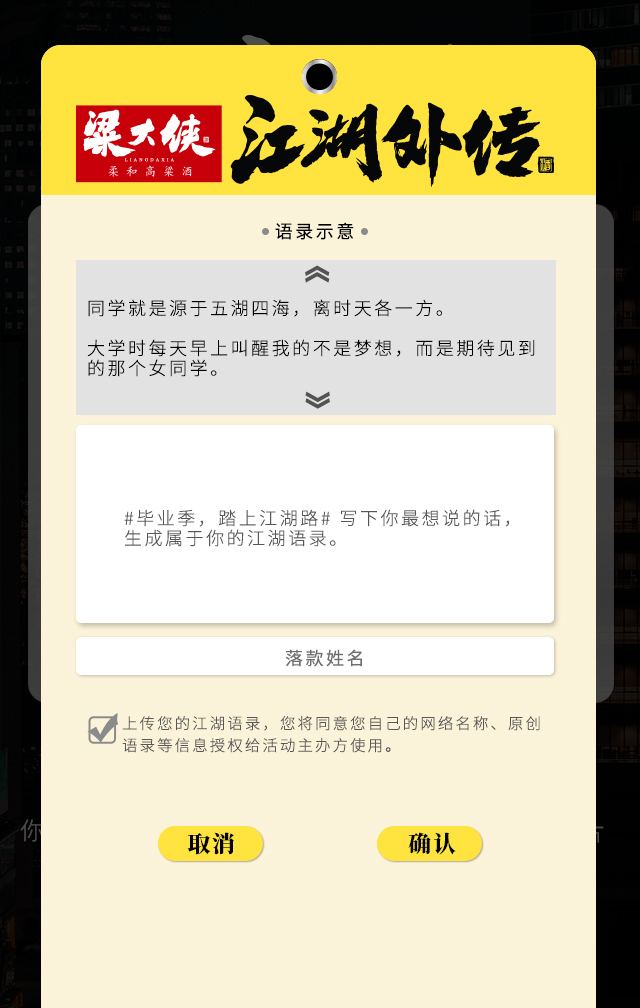 梁大侠
LIANGDAXIA
柔和高粱酒
江湖外传
语录示意
同学就是源于五湖四海，离时天各一方。
大学时每天早上叫醒我的不是梦想，而是期待见到
的那个女同学。
#毕业季，踏上江湖路# 写下你最想说的话，
生成属于你的江湖语录。
落款姓名
上传您的江湖语录，您将同意您自己的网络名称、原创
语录等信息授权给活动主办方使用。
你
取消
确认